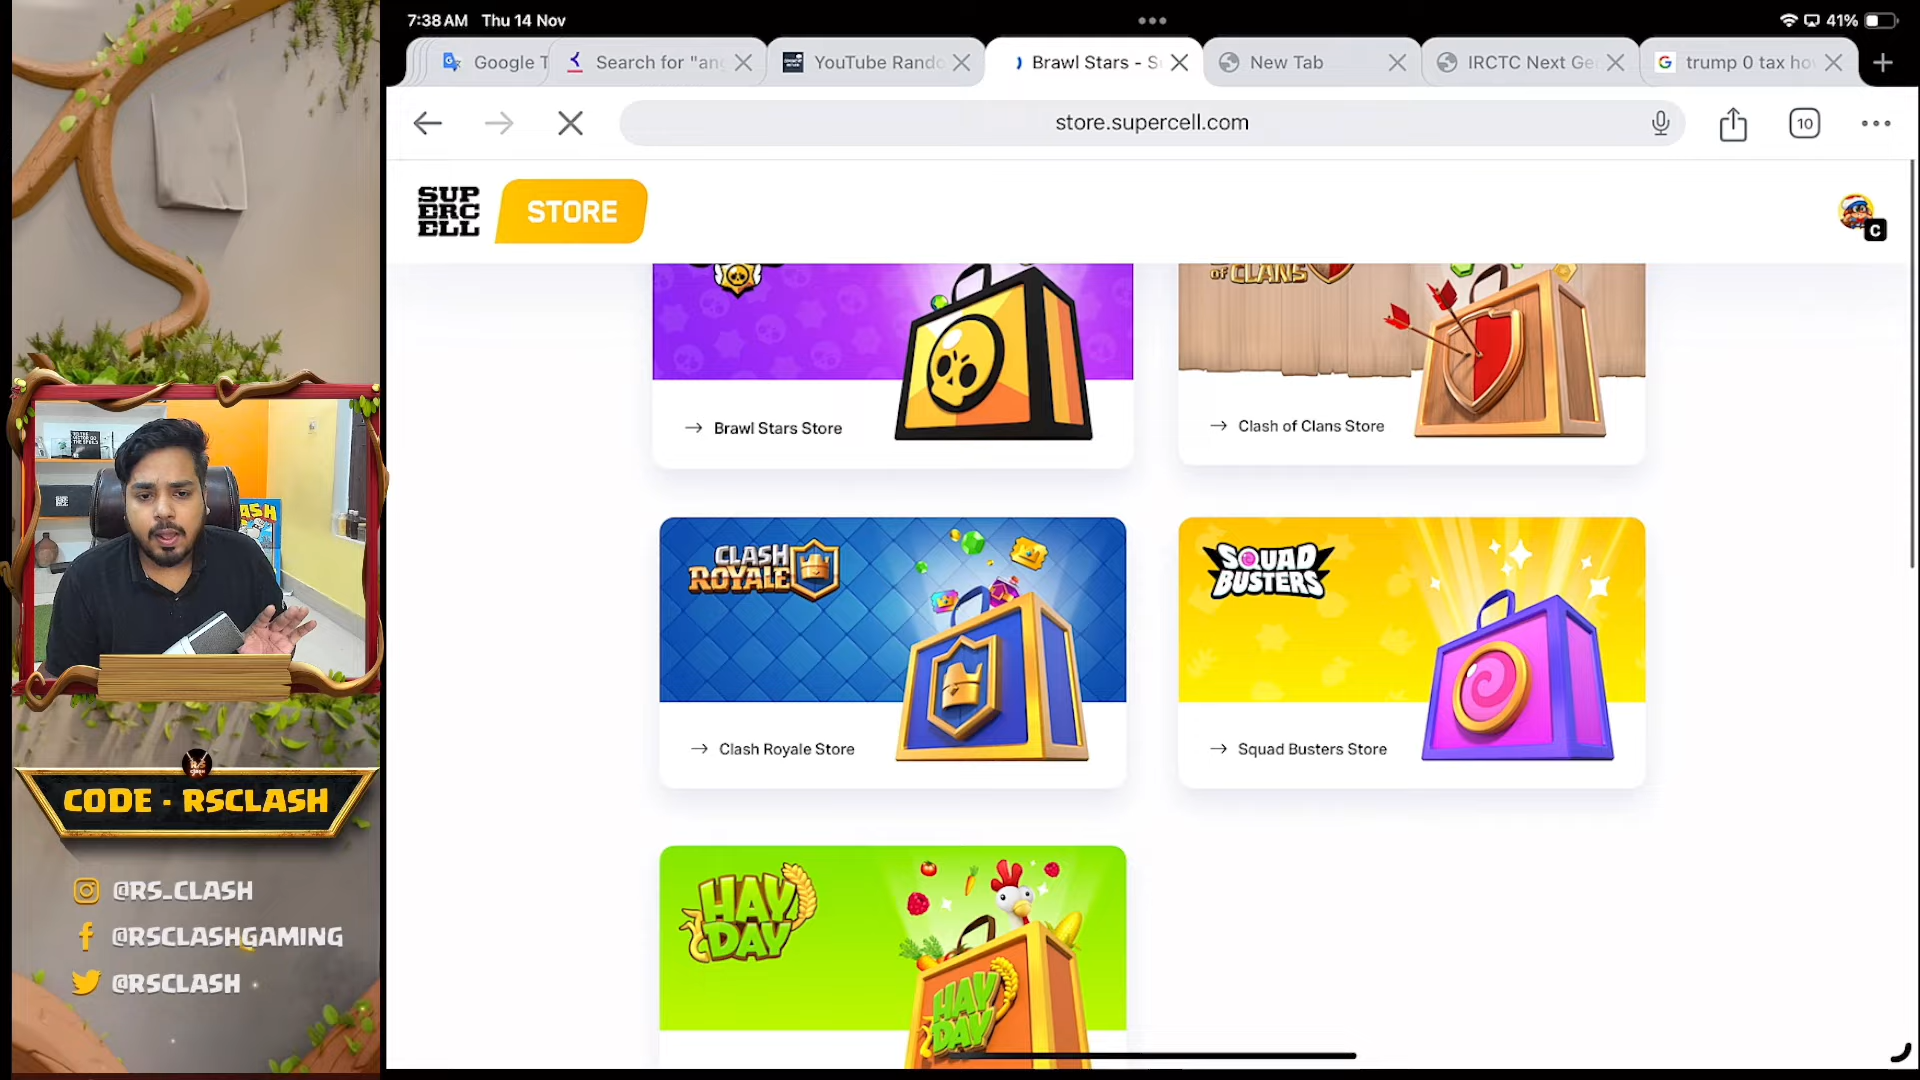 7:38 AM Thu 14 Nov
41%
Google T
Search for "an
YouTube Rando
Brawl Stars - S
New Tab
IRCTC Next Ge
trump 0 tax ho
store.supercell.com
10
SUP
ERC
ELL
STORE
C
OF CLANS
Brawl Stars Store
Clash of Clans Store
CLASH
ROYALE
SQUAD
BUSTERS
Clash Royale Store
Squad Busters Store
HAY
DAY
HAY
DAY
CODE - RSCLASH
@RS_CLASH
@RSCLASHGAMING
@RSCLASH